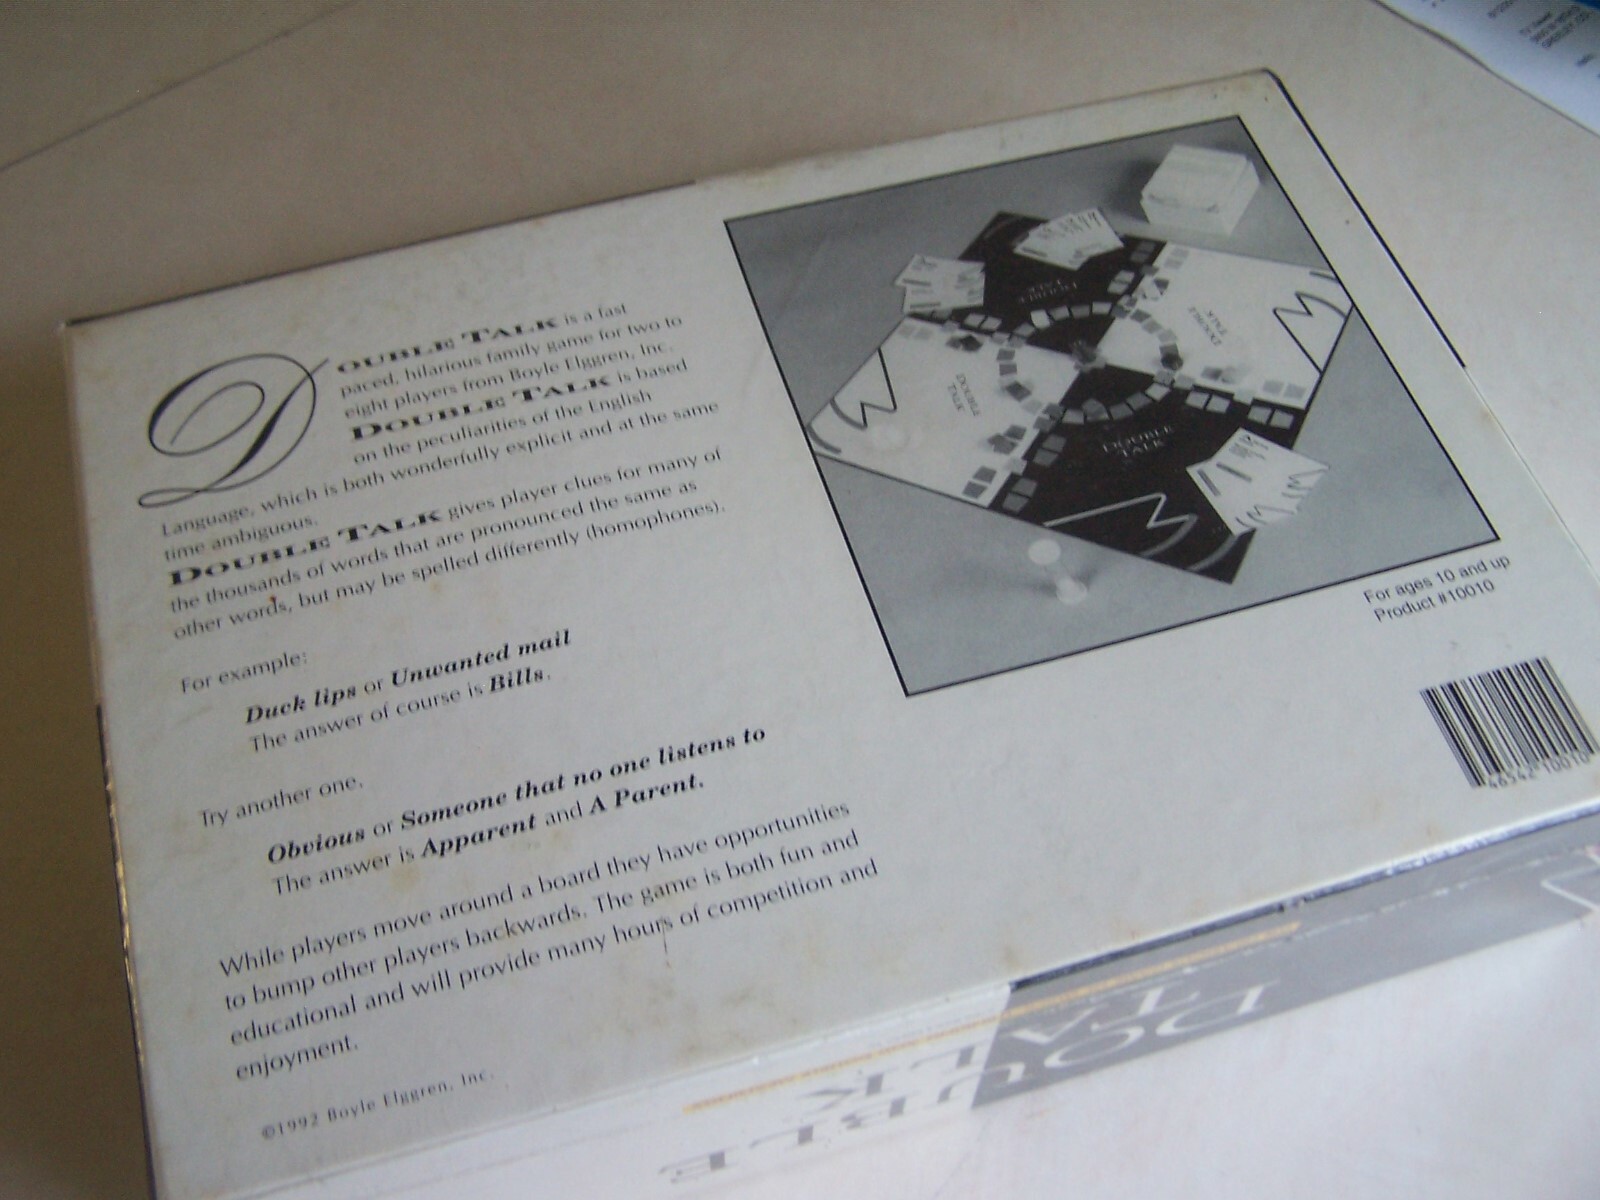 DOUBLE TALK is a fast
paced, hilarious family game for two to
eight players from Boyle Elggren, Inc.
DOUBLE TALK is based
on the peculiarities of the English
Language, which is both wonderfully explicit and at the same
time ambiguous.
DOUBLE TALK gives player clues for many of
the thousands of words that are pronounced the same as
other words, but may be spelled differently (homophones).
For example:
Duck lips or Unwanted mail
The answer of course is Bills.
Try another one.
Obvious or Someone that no one listens to
The answer is Apparent and A Parent.
While players move around a board they have opportunities
to bump other players backwards. The game is both fun and
educational and will provide many hours of competition and
enjoyment.
©1992 Boyle Elggren, Inc.
DOUBLE
TALK
DOUBLE
TALK
DOUBLE
TALK
DOUBLE
TALK
For ages 10 and up
Product #10010
46542 10010
DOUBLE
TALK